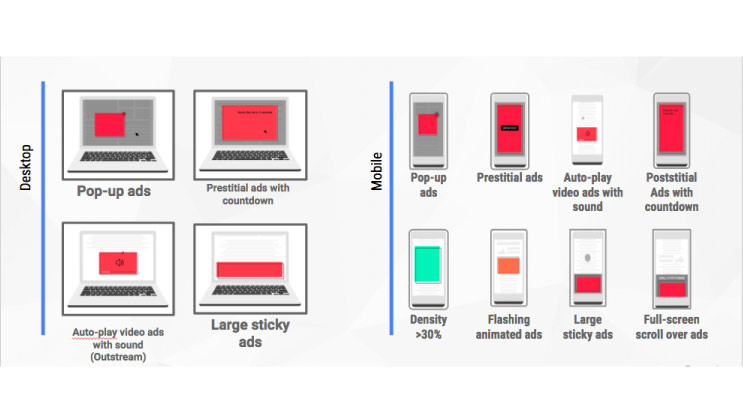 Desktop
Pop-up ads
Prestitial ads with
countdown
Auto-play video ads
with sound
(Outstream)
Large sticky
ads
Mobile
Pop-up
ads
Prestitial ads
Auto-play
video ads with
sound
Poststitial
Ads with
countdown
Density
>30%
Flashing
animated ads
Large
sticky ads
Full-screen
scroll over ads